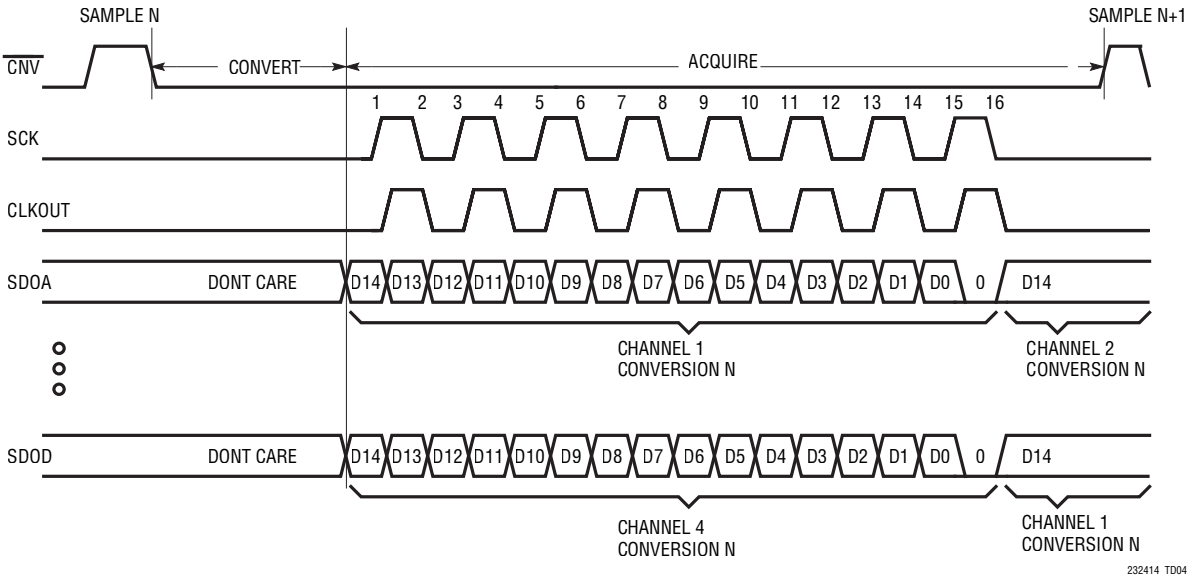 SAMPLE N
SAMPLE N+1
CNV
CONVERT
ACQUIRE
1 2 3 4 5 6 7 8 9 10 11 12 13 14 15 16
SCK
CLKOUT
SDOA DONT CARE D14 D13 D12 D11 D10 D9 D8 D7 D6 D5 D4 D3 D2 D1 D0 0 D14
CHANNEL 1
CONVERSION N
CHANNEL 2
CONVERSION N
SDOD DONT CARE D14 D13 D12 D11 D10 D9 D8 D7 D6 D5 D4 D3 D2 D1 D0 0 D14
CHANNEL 4
CONVERSION N
CHANNEL 1
CONVERSION N
232414 TD04